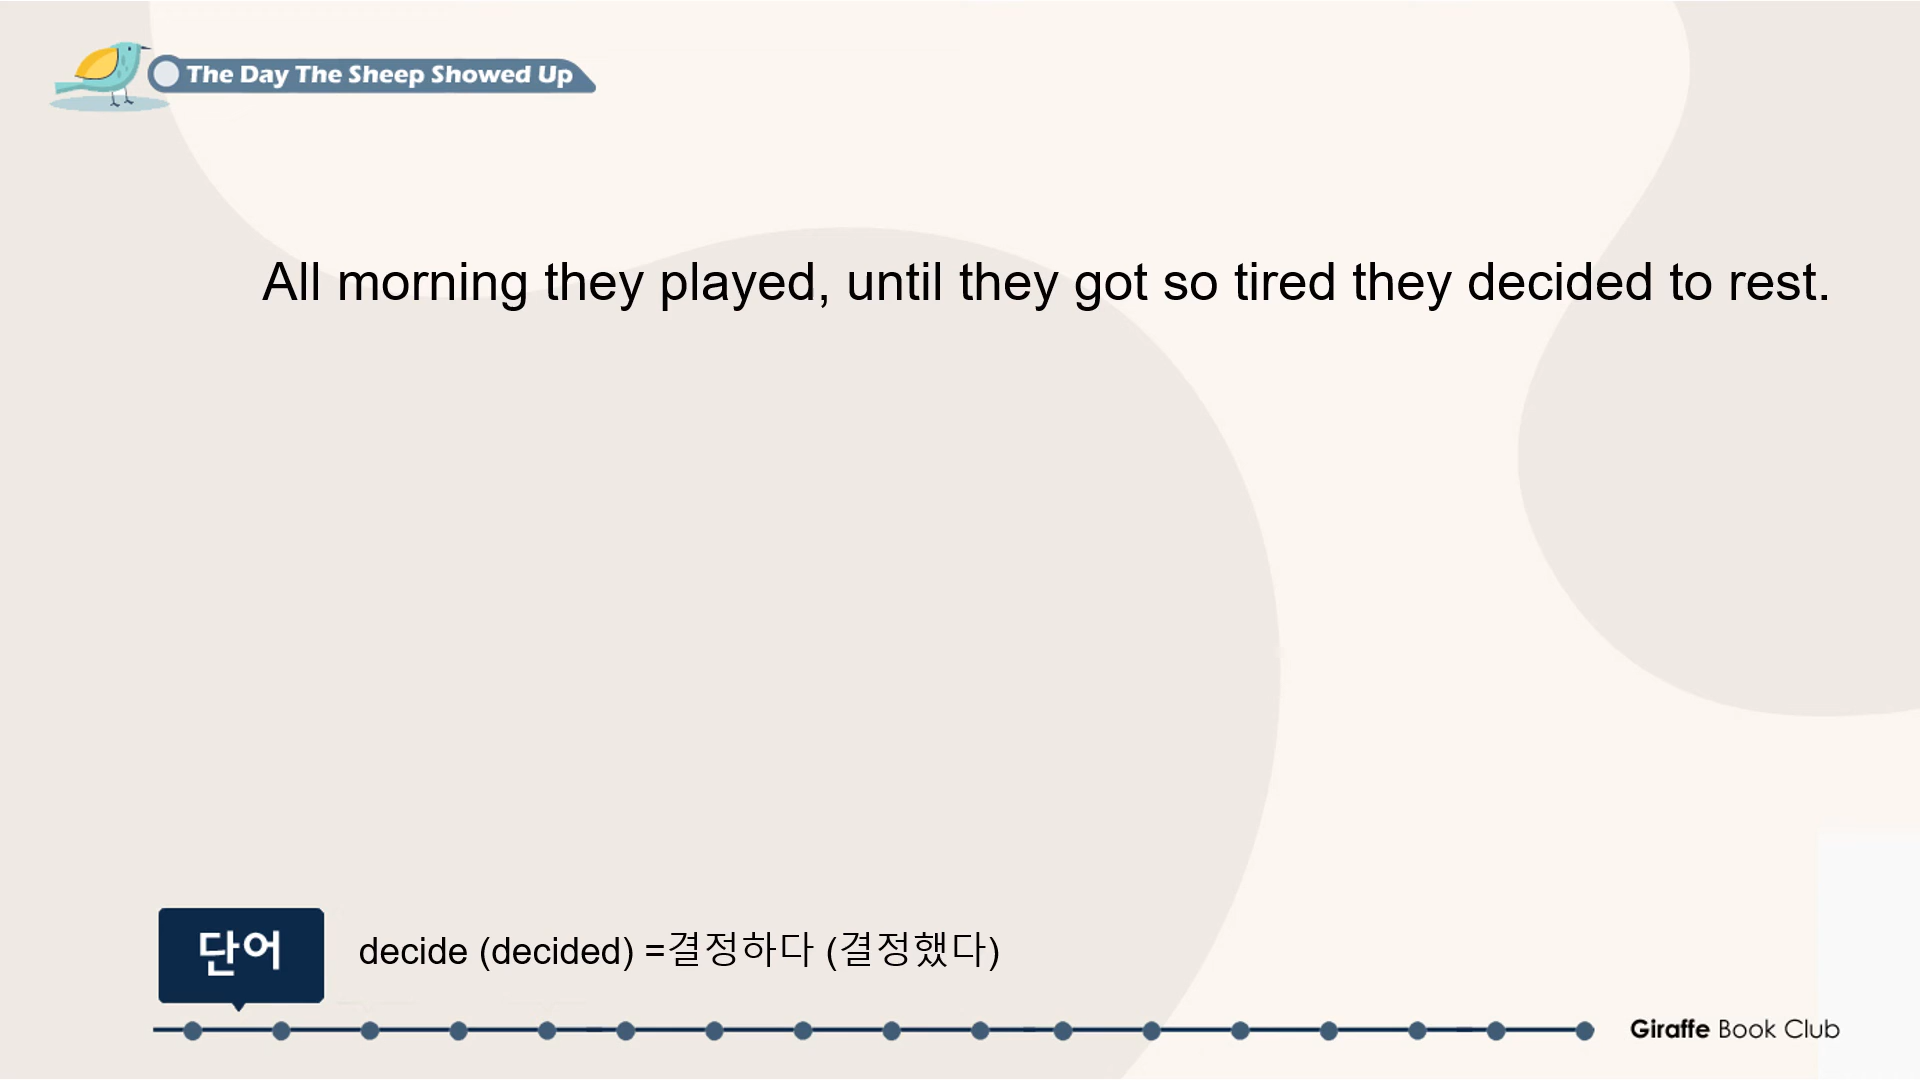 The Day The Sheep Showed Up
All morning they played, until they got so tired they decided to rest.
단어
decide (decided) =결정하다 (결정했다)
Giraffe Book Club